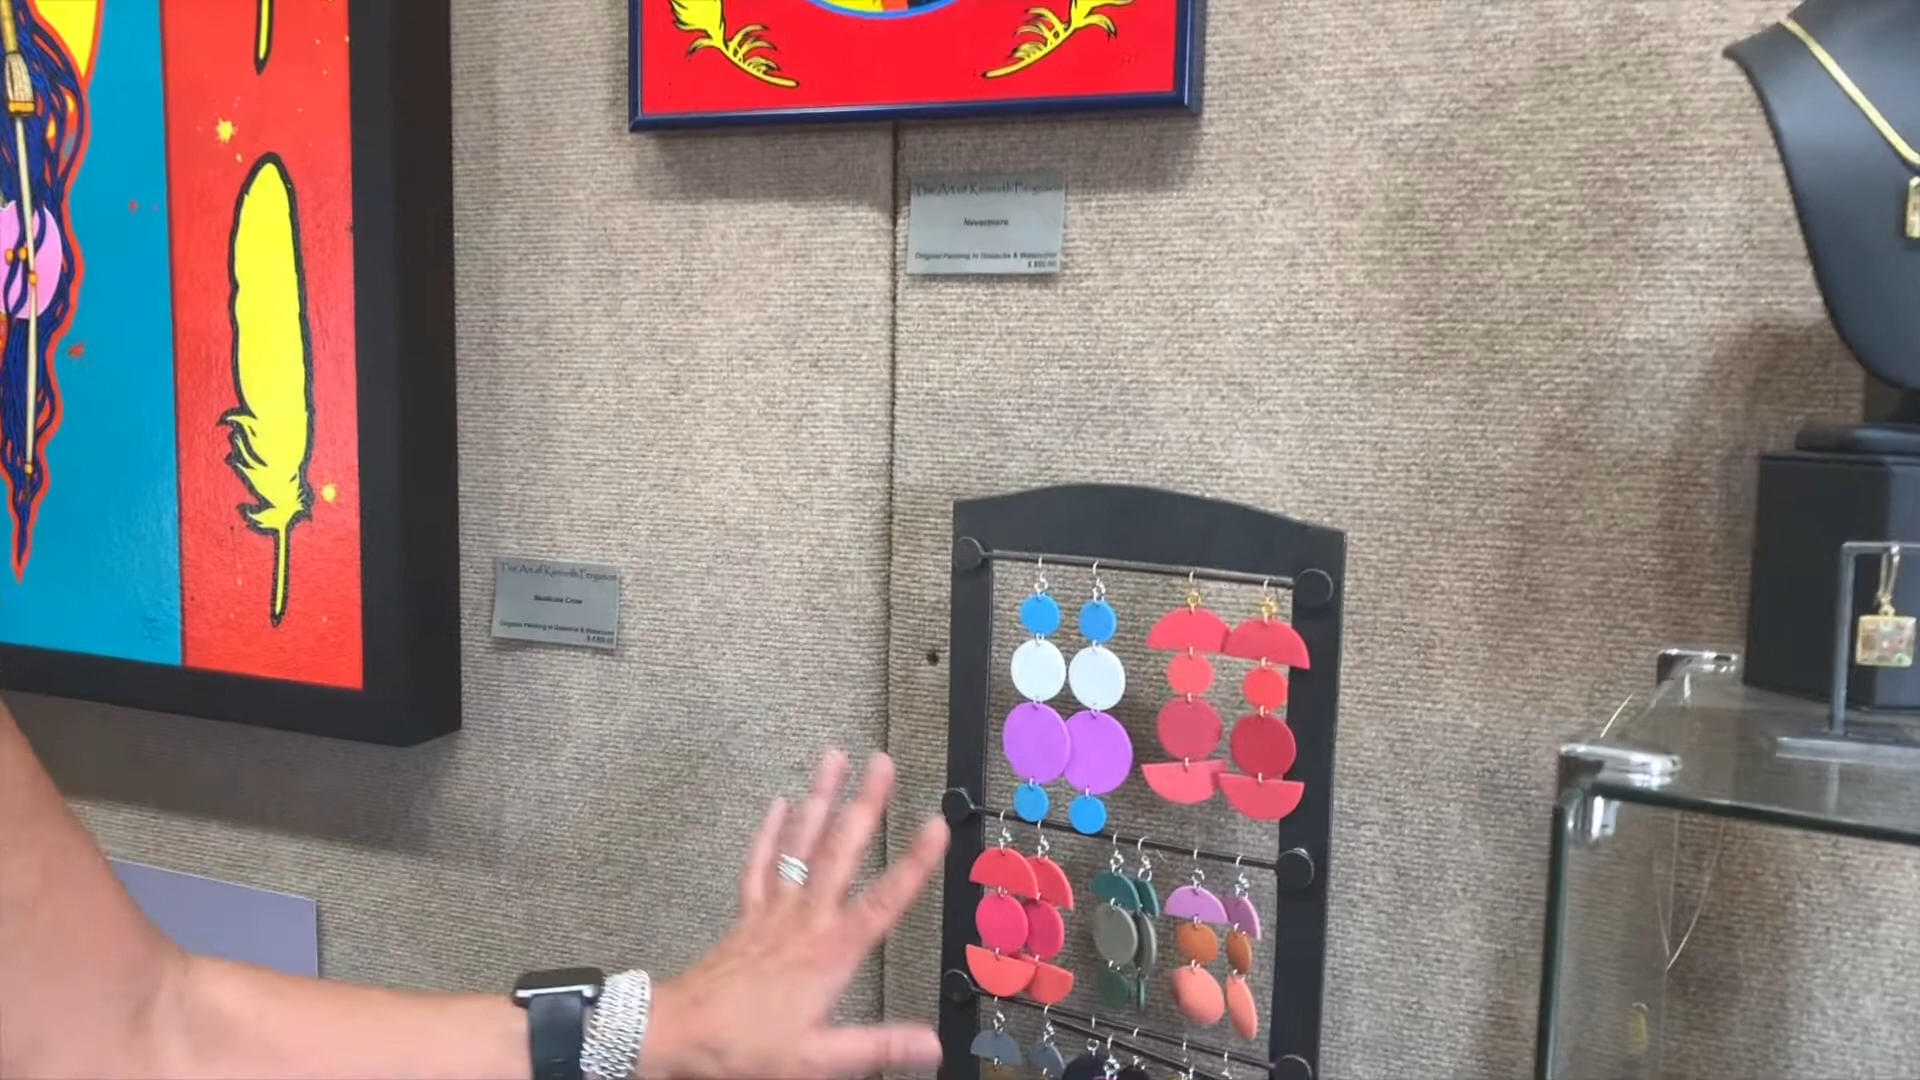 The Art of Kenneth Ferguson
Nevermore
Original Painting in Gouache & Watercolor
The Art of Kenneth Ferguson
Medicine Crow
Original Painting in Gouache & Watercolor